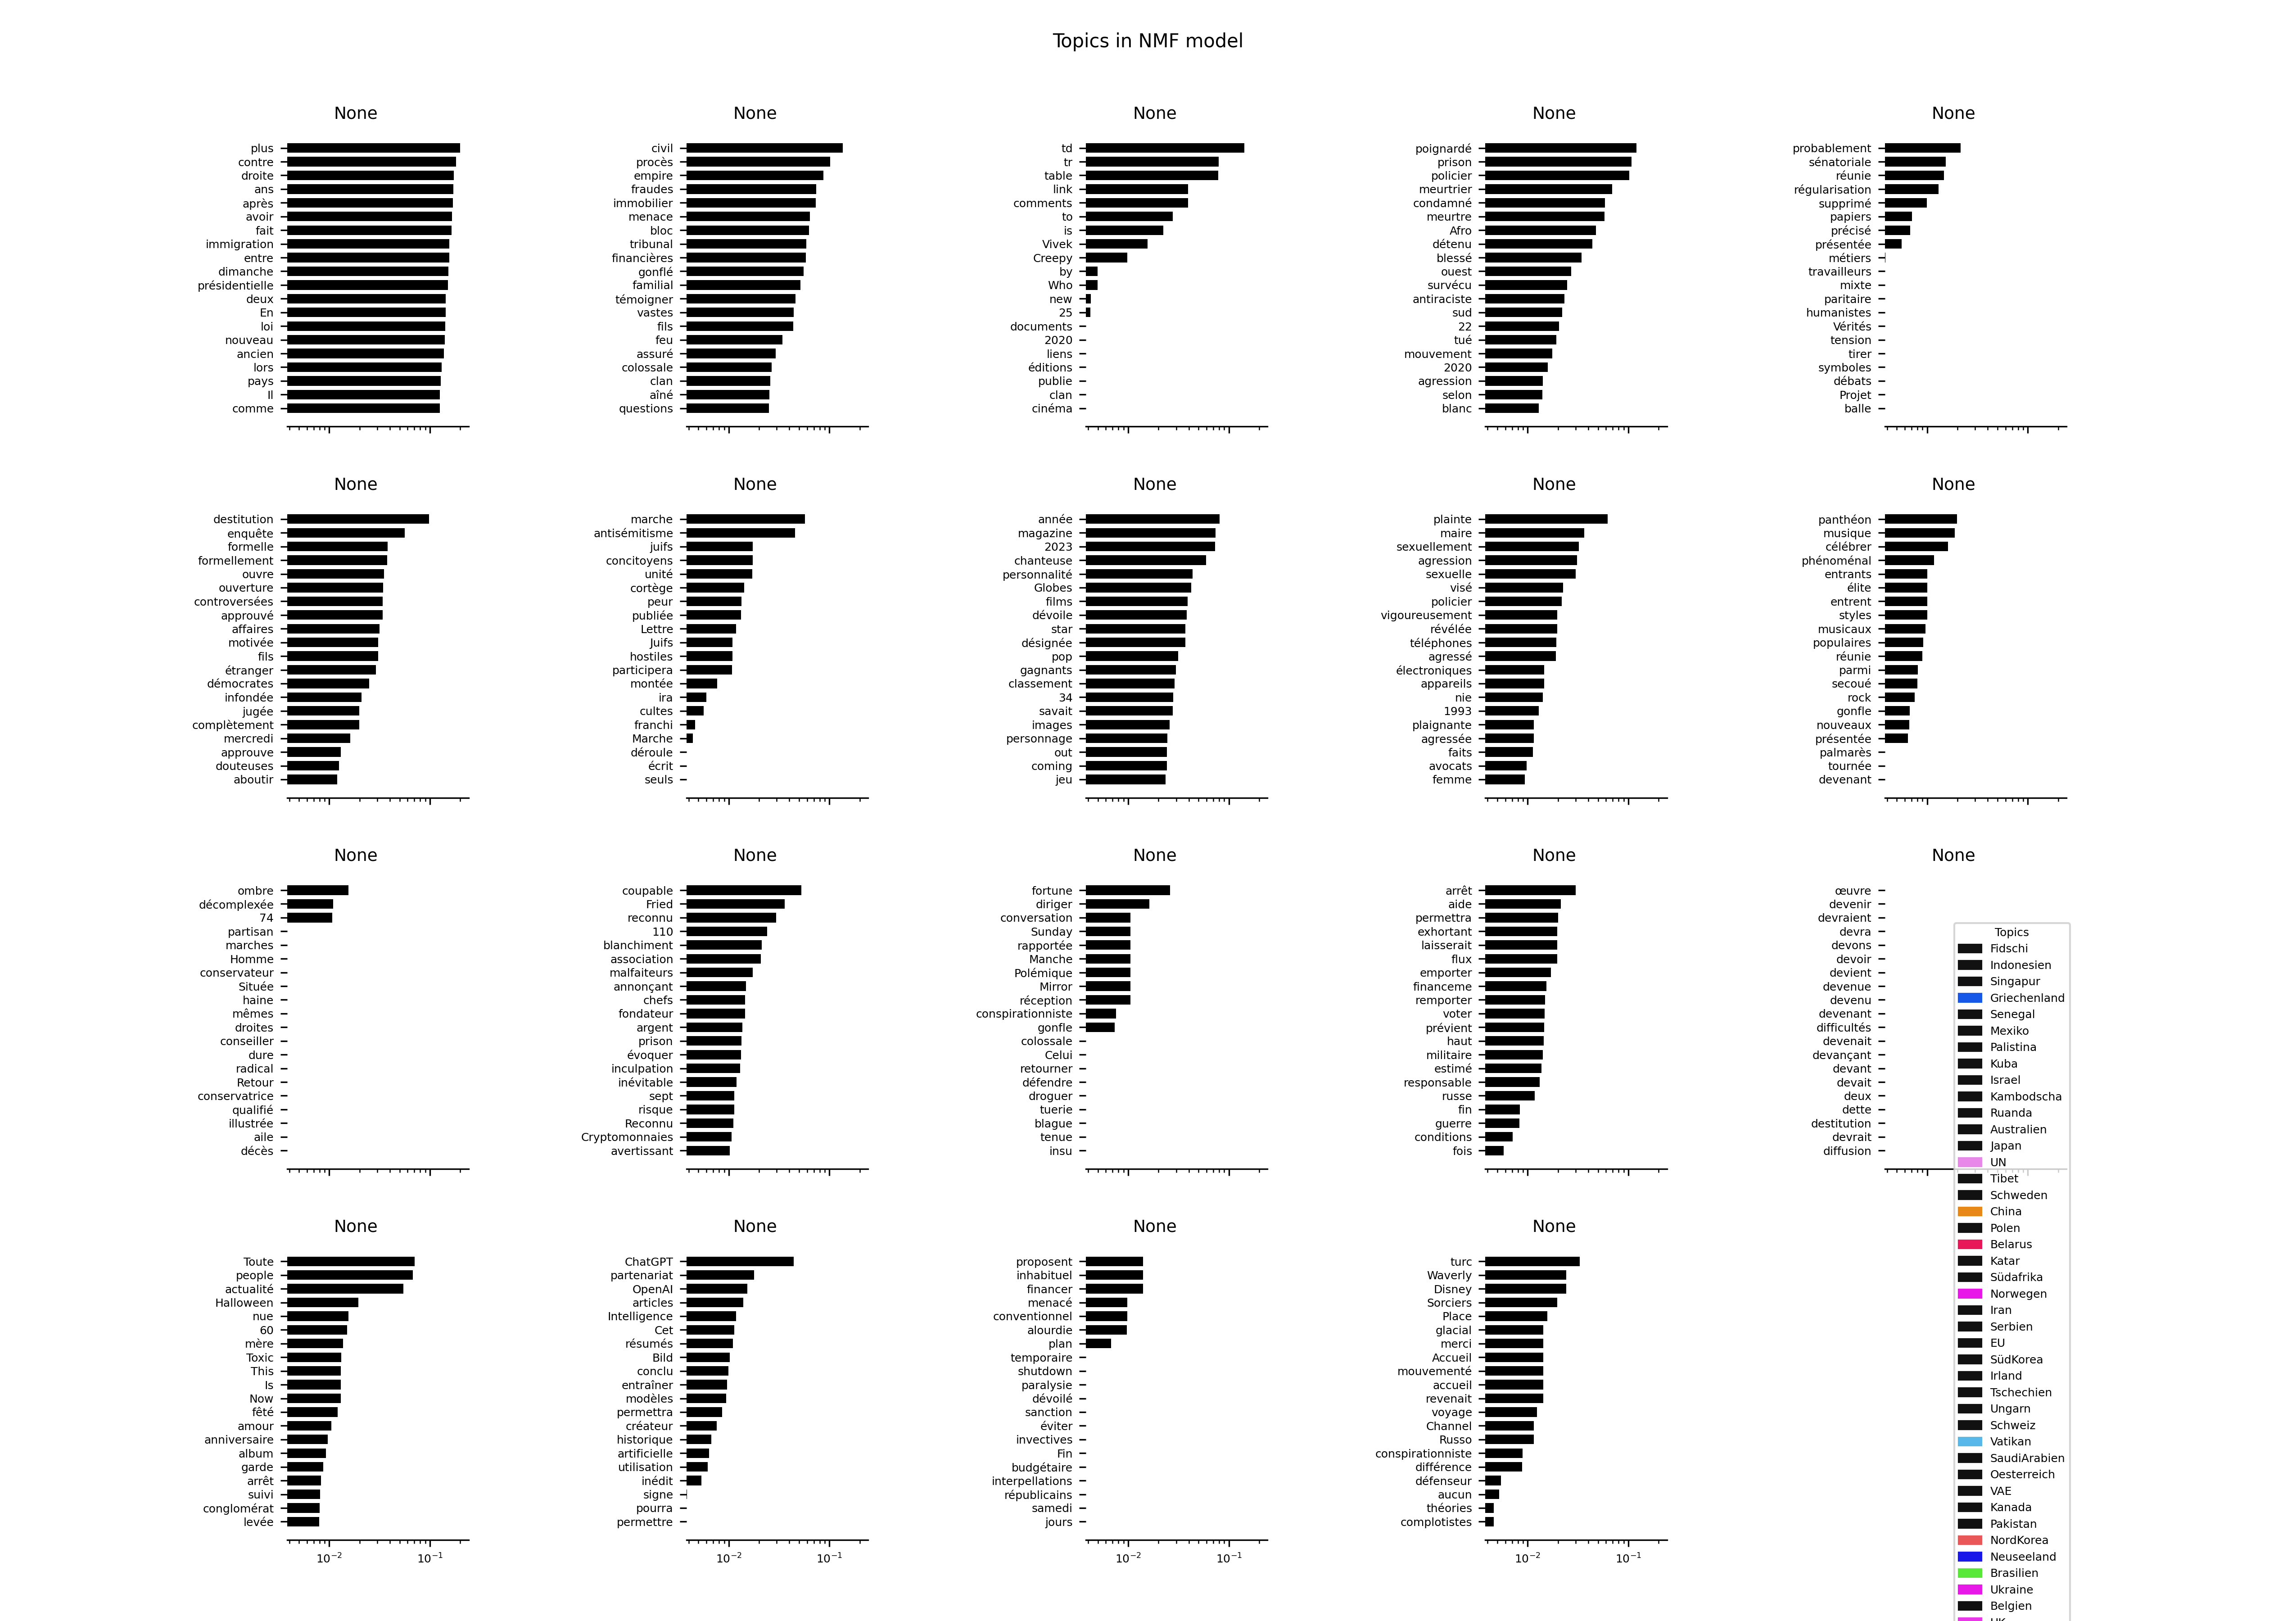 Topics in NMF model
None
plus
contre
droite
ans
après
avoir
fait
immigration
entre
dimanche
présidentielle
deux
En
loi
nouveau
ancien
lors
pays
Il
comme
None
civil
procès
empire
fraudes
immobilier
menace
bloc
tribunal
financières
gonflé
familial
témoigner
vastes
fils
feu
assuré
colossale
clan
aîné
questions
None
td
tr
table
link
comments
to
is
Vivek
Creepy
by
Who
new
25
documents
2020
liens
éditions
publie
clan
cinéma
None
poignardé
prison
policier
meurtrier
condamné
meurtre
Afro
détenu
blessé
ouest
survécu
antiraciste
sud
22
tué
mouvement
2020
agression
selon
blanc
None
probablement
sénatoriale
réunie
régularisation
supprimé
papiers
précisé
présentée
métiers
travailleurs
mixte
paritaire
humanistes
Vérités
tension
tirer
symboles
débats
Projet
balle
None
destitution
enquête
formelle
formellement
ouvre
ouverture
controversées
approuvé
affaires
motivée
fils
étranger
démocrates
infondée
jugée
complètement
mercredi
approuve
douteuses
aboutir
None
marche
antisémitisme
juifs
concitoyens
unité
cortège
peur
publiée
Lettre
Juifs
hostiles
participera
montée
ira
cultes
franchi
Marche
déroule
écrit
seuls
None
année
magazine
2023
chanteuse
personnalité
Globes
films
dévoile
star
désignée
pop
gagnants
classement
34
savait
images
personnage
out
coming
jeu
None
plainte
maire
sexuellement
agression
sexuelle
visé
policier
vigoureusement
révélée
téléphones
agressé
électroniques
appareils
nie
1993
plaignante
agressée
faits
avocats
femme
None
panthéon
musique
célébrer
phénoménal
entrants
élite
entrent
styles
musicaux
populaires
réunie
parmi
secoué
rock
gonfle
nouveaux
présentée
palmarès
tournée
devenant
None
ombre
décomplexée
74
partisan
marches
Homme
conservateur
Située
haine
mêmes
droites
conseiller
dure
radical
Retour
conservatrice
qualifié
illustrée
aile
décès
None
coupable
Fried
reconnu
110
blanchiment
association
malfaiteurs
annonçant
chefs
fondateur
argent
prison
évoquer
inculpation
inévitable
sept
risque
Reconnu
Cryptomonnaies
avertissant
None
fortune
diriger
conversation
Sunday
rapportée
Manche
Polémique
Mirror
réception
conspirationniste
gonfle
colossale
Celui
retourner
défendre
droguer
tuerie
blague
tenue
insu
None
arrêt
aide
permettra
exhortant
laisserait
flux
emporter
financeme
remporter
voter
prévient
haut
militaire
estimé
responsable
russe
fin
guerre
conditions
fois
None
œuvre
devenir
devraient
devra
devons
devoir
devient
devenue
devenu
devenant
difficultés
devenait
devançant
devant
devait
deux
dette
destitution
devrait
diffusion
None
Toute
people
actualité
Halloween
nue
60
mère
Toxic
This
Is
Now
fêté
amour
anniversaire
album
garde
arrêt
suivi
conglomérat
levée
10⁻² 10⁻¹
None
ChatGPT
partenariat
OpenAI
articles
Intelligence
Cet
résumés
Bild
conclu
entraîner
modèles
permettra
créateur
historique
artificielle
utilisation
inédit
signe
pourra
permettre
10⁻² 10⁻¹
None
proposent
inhabituel
financer
menacé
conventionnel
alourdie
plan
temporaire
shutdown
paralysie
dévoilé
sanction
éviter
invectives
Fin
budgétaire
interpellations
républicains
samedi
jours
10⁻² 10⁻¹
None
turc
Waverly
Disney
Sorciers
Place
glacial
merci
Accueil
mouvementé
accueil
revenait
voyage
Channel
Russo
conspirationniste
différence
défenseur
aucun
théories
complotistes
10⁻² 10⁻¹
Topics
Fidschi
Indonesien
Singapur
Griechenland
Senegal
Mexiko
Palistina
Kuba
Israel
Kambodscha
Ruanda
Australien
Japan
UN
Tibet
Schweden
China
Polen
Belarus
Katar
Südafrika
Norwegen
Iran
Serbien
EU
SüdKorea
Irland
Tschechien
Ungarn
Schweiz
Vatikan
SaudiArabien
Oesterreich
VAE
Kanada
Pakistan
NordKorea
Neuseeland
Brasilien
Ukraine
Belgien